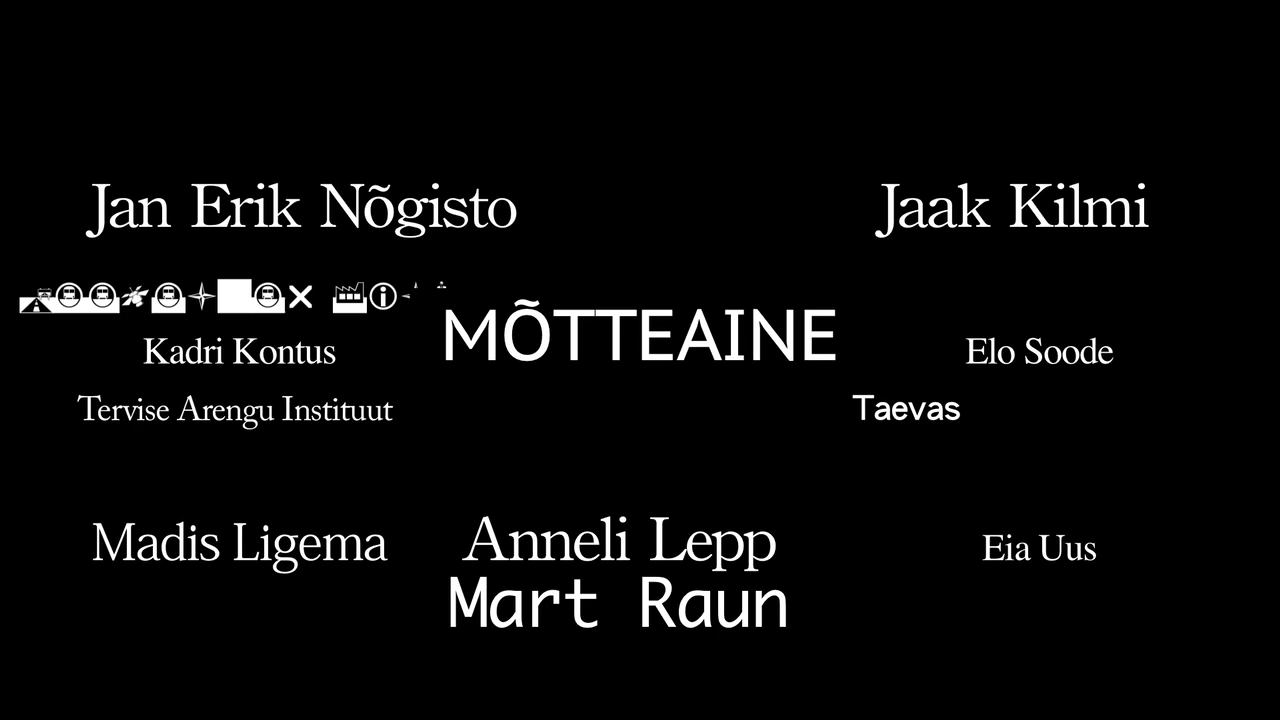 Jan Erik Nõgisto
Jaak Kilmi
MÕTTEAINE
Kadri Kontus
Elo Soode
Tervise Arengu Instituut
Taevas
Madis Ligema
Anneli Lepp
Eia Uus
Mart Raun